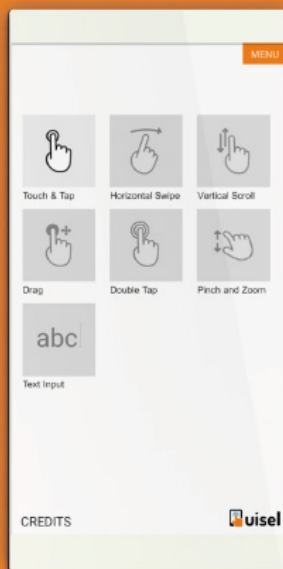 MENU
Touch & Tap
Horizontal Swipe
Vertical Scroll
Drag
Double Tap
Pinch and Zoom
abc
Text Input
CREDITS
uisel